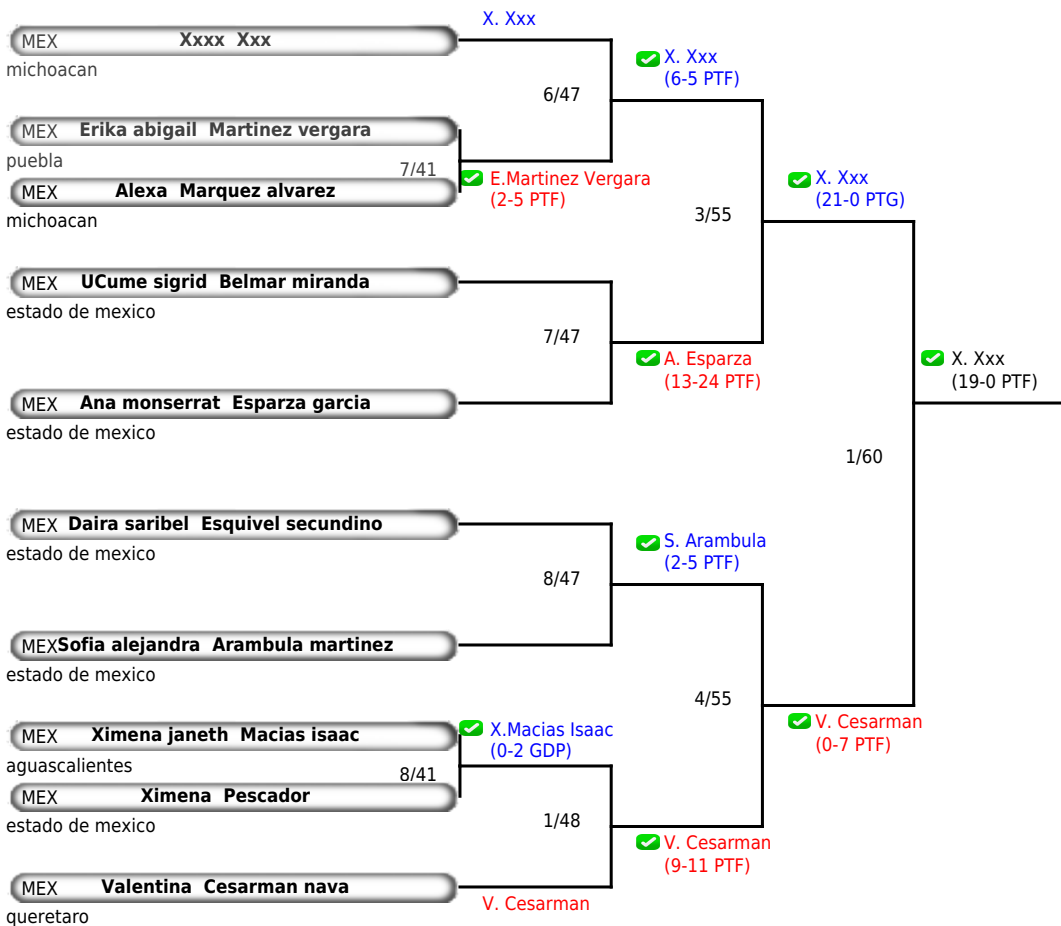 X. Xxx
MEX Xxxx Xxx
michoacan
X. Xxx
(6-5 PTF)
6/47
MEX Erika abigail Martinez vergara
puebla
7/41
MEX Alexa Marquez alvarez
michoacan
E.Martinez Vergara
(2-5 PTF)
X. Xxx
(21-0 PTG)
3/55
MEX UCume sigrid Belmar miranda
estado de mexico
7/47
A. Esparza
(13-24 PTF)
X. Xxx
(19-0 PTF)
MEX Ana monserrat Esparza garcia
estado de mexico
1/60
MEX Daira saribel Esquivel secundino
estado de mexico
S. Arambula
(2-5 PTF)
8/47
MEX Sofia alejandra Arambula martinez
estado de mexico
4/55
MEX Ximena janeth Macias isaac
aguascalientes
X.Macias Isaac
(0-2 GDP)
V. Cesarman
(0-7 PTF)
8/41
MEX Ximena Pescador
estado de mexico
1/48
V. Cesarman
(9-11 PTF)
MEX Valentina Cesarman nava
queretaro
V. Cesarman